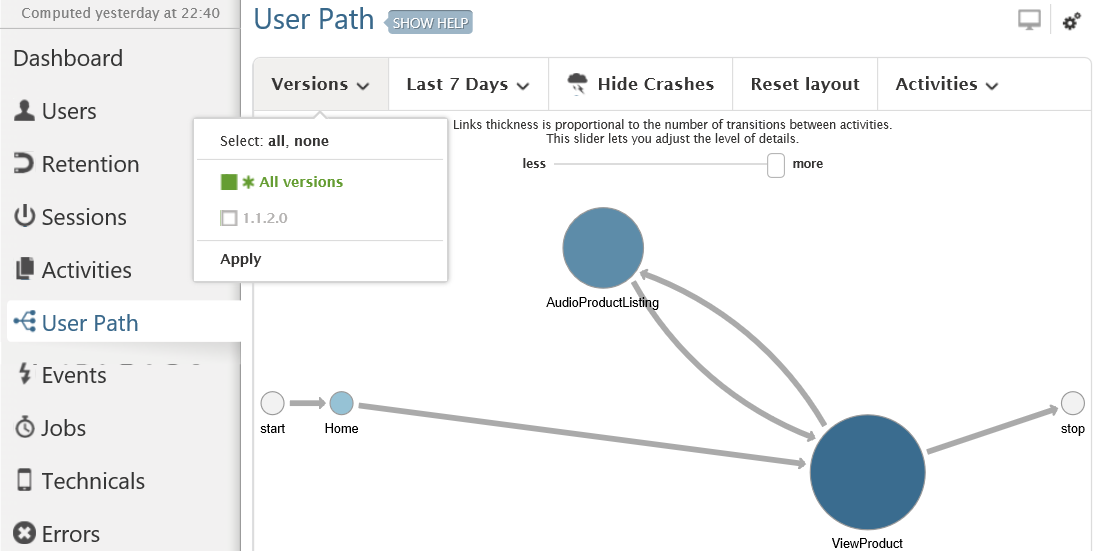 Computed yesterday at 22:40
Dashboard
Users
Retention
Sessions
Activities
User Path
Events
Jobs
Technicals
Errors
User Path SHOW HELP
Versions Last 7 Days Hide Crashes Reset layout Activities
Select: all, none
All versions
1.1.2.0
Apply
Links thickness is proportional to the number of transitions between activities.
This slider lets you adjust the level of details.
less more
AudioProductListing
start Home stop
ViewProduct